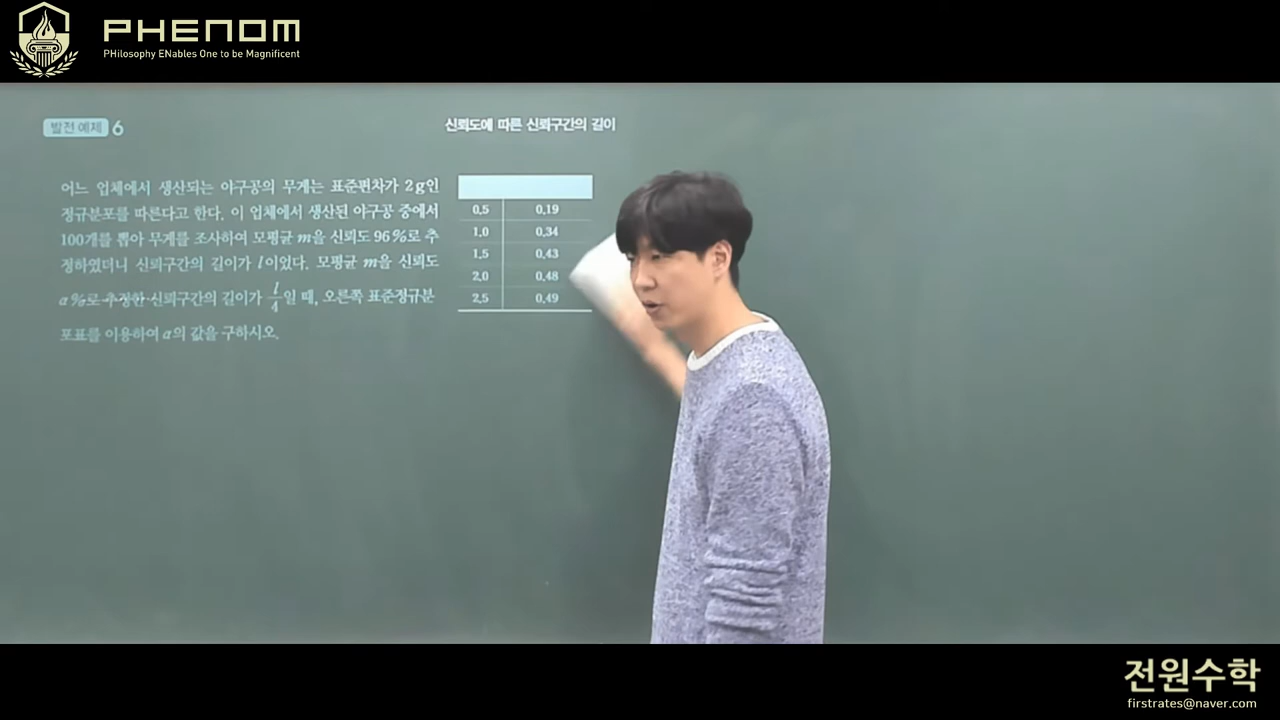 PHENOM
PHilosophy ENables One to be Magnificent
발전 예제 6
신뢰도에 따른 신뢰구간의 길이
어느 업체에서 생산되는 야구공의 무게는 표준편차가 2g인
정규분포를 따른다고 한다. 이 업체에서 생산된 야구공 중에서
100개를 뽑아 무게를 조사하여 모평균 m을 신뢰도 96%로 추
정하였더니 신뢰구간의 길이가 l이었다. 모평균 m을 신뢰도
α%로 추정한 신뢰구간의 길이가 l/4일 때, 오른쪽 표준정규분
포표를 이용하여 α의 값을 구하시오.
0.5 0.19
1.0 0.34
1.5 0.43
2.0 0.48
2.5 0.49
전원수학
firstrates@naver.com